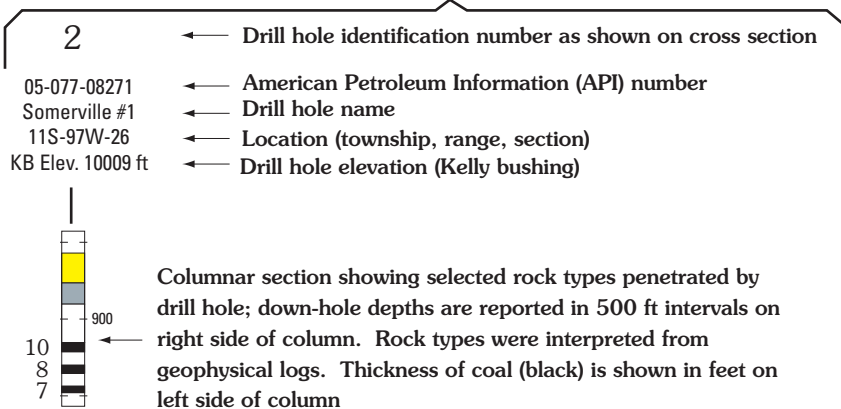 2
Drill hole identification number as shown on cross section
05-077-08271
American Petroleum Information (API) number
Somerville #1
Drill hole name
11S-97W-26
Location (township, range, section)
KB Elev. 10009 ft
Drill hole elevation (Kelly bushing)
Columnar section showing selected rock types penetrated by
drill hole; down-hole depths are reported in 500 ft intervals on
right side of column. Rock types were interpreted from
geophysical logs. Thickness of coal (black) is shown in feet on
left side of column
900
10
8
7